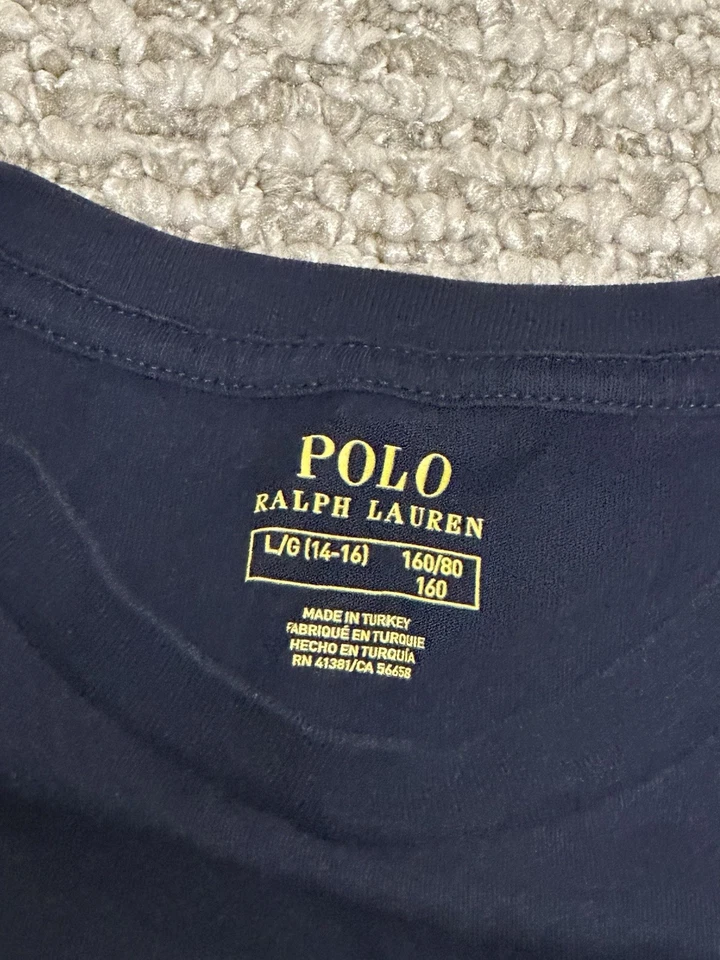 POLO
RALPH LAUREN
L/G (14-16) 160/80
160
MADE IN TURKEY
FABRIQUÉ EN TURQUIE
HECHO EN TURQUÍA
RN 41381/CA 56658